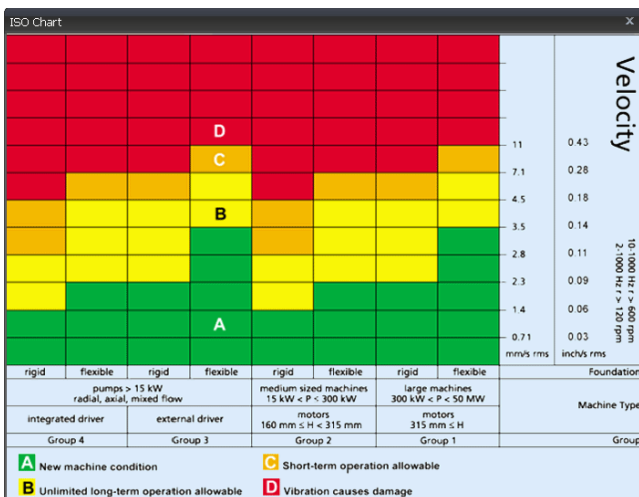 ISO Chart x
D
C
B
A
Velocity
10-1000 Hz r > 600 rpm
2-1000 Hz r > 120 rpm
11 0.43
7.1 0.28
4.5 0.18
3.5 0.14
2.8 0.11
2.3 0.09
1.4 0.06
0.71 0.03
mm/s rms inch/s rms
rigid flexible rigid flexible rigid flexible rigid flexible Foundation
pumps > 15 kW medium sized machines large machines
radial, axial, mixed flow 15 kW < P ≤ 300 kW 300 kW < P < 50 MW
Machine Type
integrated driver external driver motors motors
160 mm ≤ H < 315 mm 315 mm ≤ H
Group 4 Group 3 Group 2 Group 1 Group
A New machine condition C Short-term operation allowable
B Unlimited long-term operation allowable D Vibration causes damage